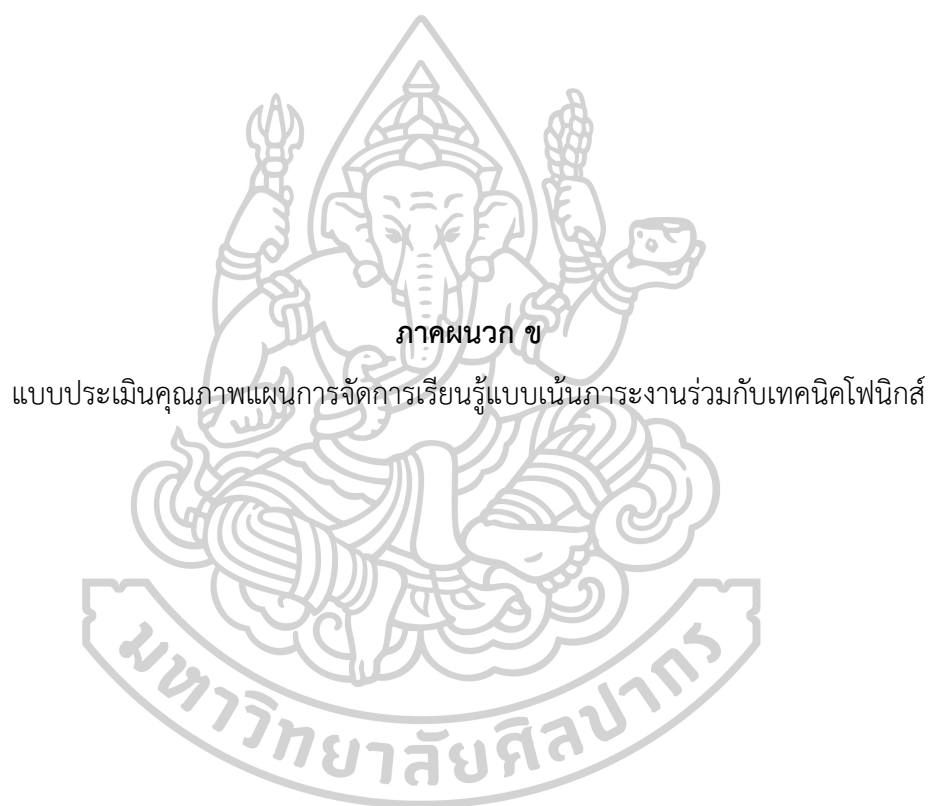 ภาคผนวก ข
แบบประเมินคุณภาพแผนการจัดการเรียนรู้แบบเน้นภาระงานร่วมกับเทคนิคโฟนิกส์
มหาวิทยาลัยศิลปากร